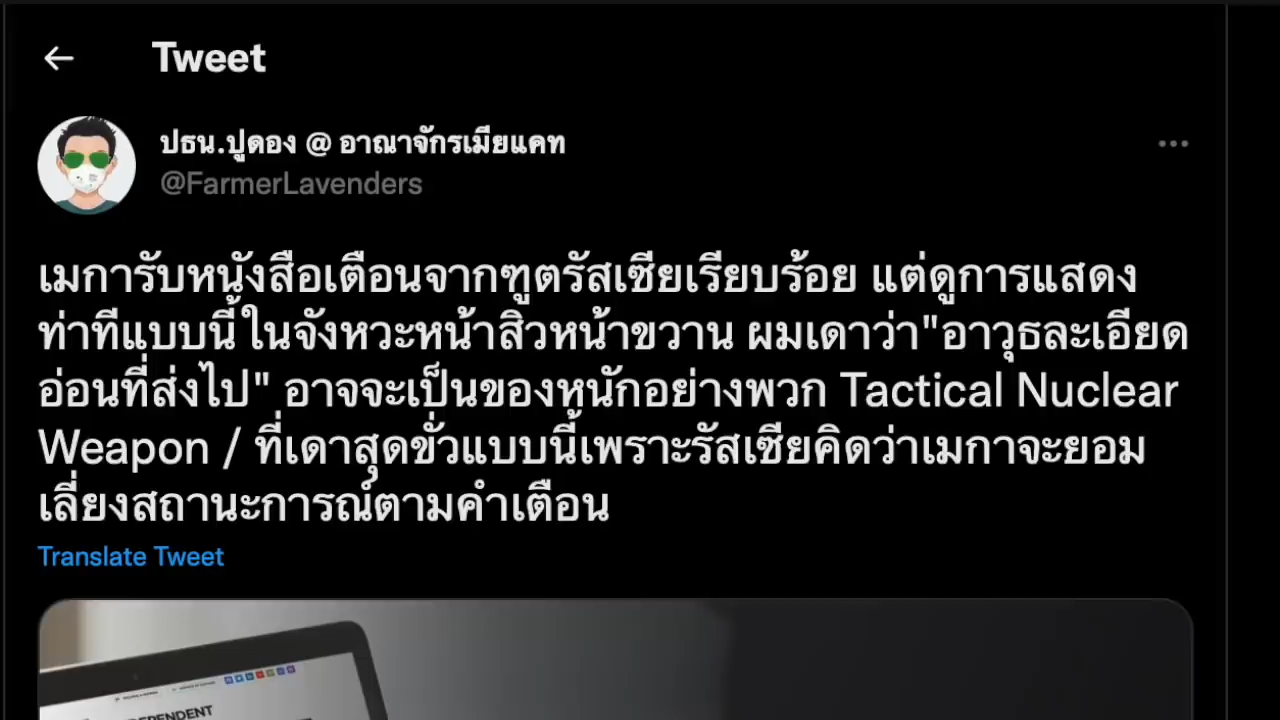 Tweet
ปธน.ปูดอง @ อาณาจักรเมียแคท
@FarmerLavenders
เมการับหนังสือเตือนจากฑูตรัสเซียเรียบร้อย แต่ดูการแสดง
ท่าทีแบบนี้ ในจังหวะหน้าสิ่วหน้าขวาน ผมเดาว่า"อาวุธละเอียด
อ่อนที่ส่งไป" อาจจะเป็นของหนักอย่างพวก Tactical Nuclear
Weapon / ที่เดาสุดขั่วแบบนี้เพราะรัสเซียคิดว่าเมกาจะยอม
เลี่ยงสถานะการณ์ตามคำเตือน
Translate Tweet